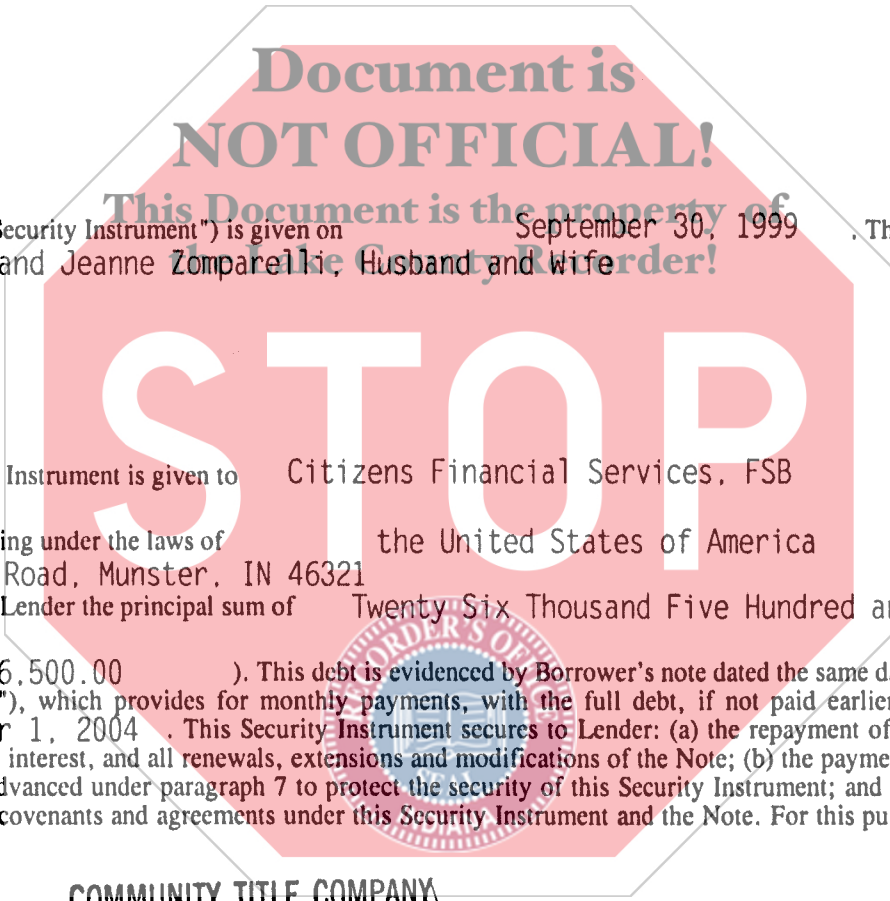 Document is
NOT OFFICIAL!
This Document is the property of
the Lake County Recorder!
Security Instrument") is given on September 30, 1999 . Th
and Jeanne Zomparelli, Husband and Wife
STOP
Instrument is given to Citizens Financial Services, FSB
ing under the laws of the United States of America
Road, Munster, IN 46321
Lender the principal sum of Twenty Six Thousand Five Hundred a
6,500.00 ). This debt is evidenced by Borrower's note dated the same d
"), which provides for monthly payments, with the full debt, if not paid earlier
r 1, 2004 . This Security Instrument secures to Lender: (a) the repayment of
interest, and all renewals, extensions and modifications of the Note; (b) the payme
dvanced under paragraph 7 to protect the security of this Security Instrument; and
covenants and agreements under this Security Instrument and the Note. For this pu
RECORDER'S OFFICE
SEAL
INDIANA
COMMUNITY TITLE COMPANY